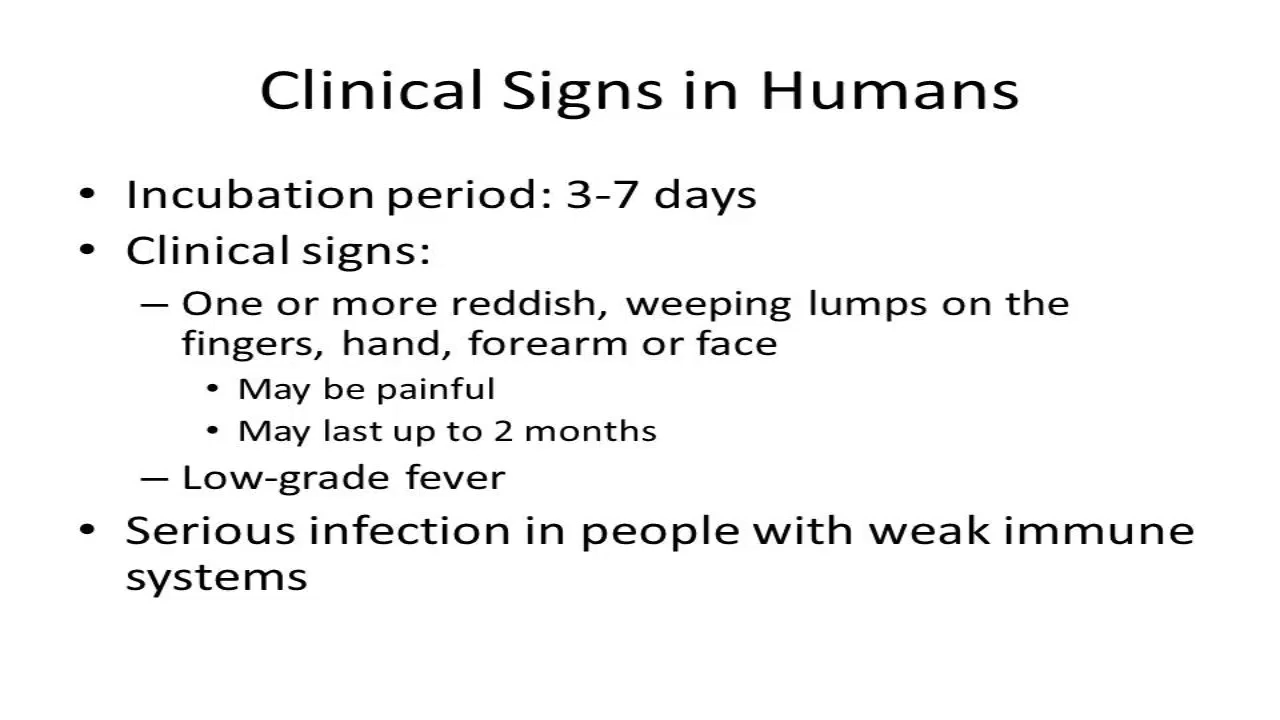 Clinical Signs in Humans
• Incubation period: 3-7 days
• Clinical signs:
– One or more reddish, weeping lumps on the
fingers, hand, forearm or face
• May be painful
• May last up to 2 months
– Low-grade fever
• Serious infection in people with weak immune
systems